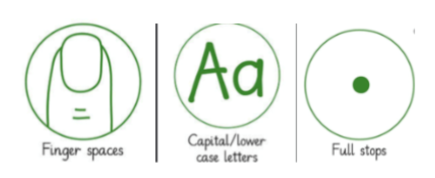 Aa
Finger spaces
Capital/lower
case letters
Full stops